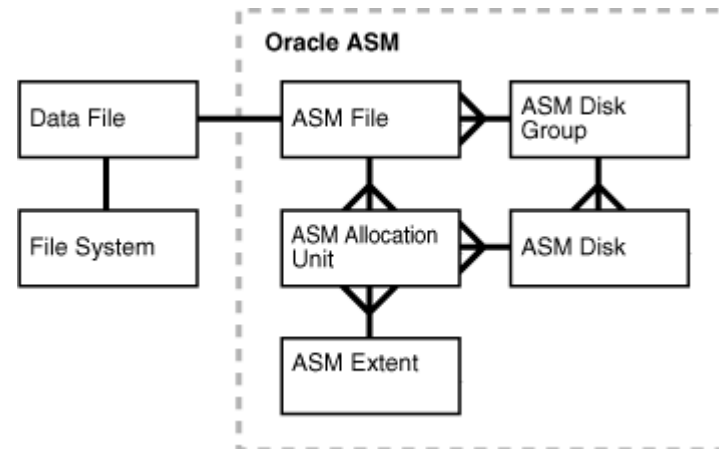 Oracle ASM
Data File
ASM File
ASM Disk
Group
File System
ASM Allocation
Unit
ASM Disk
ASM Extent